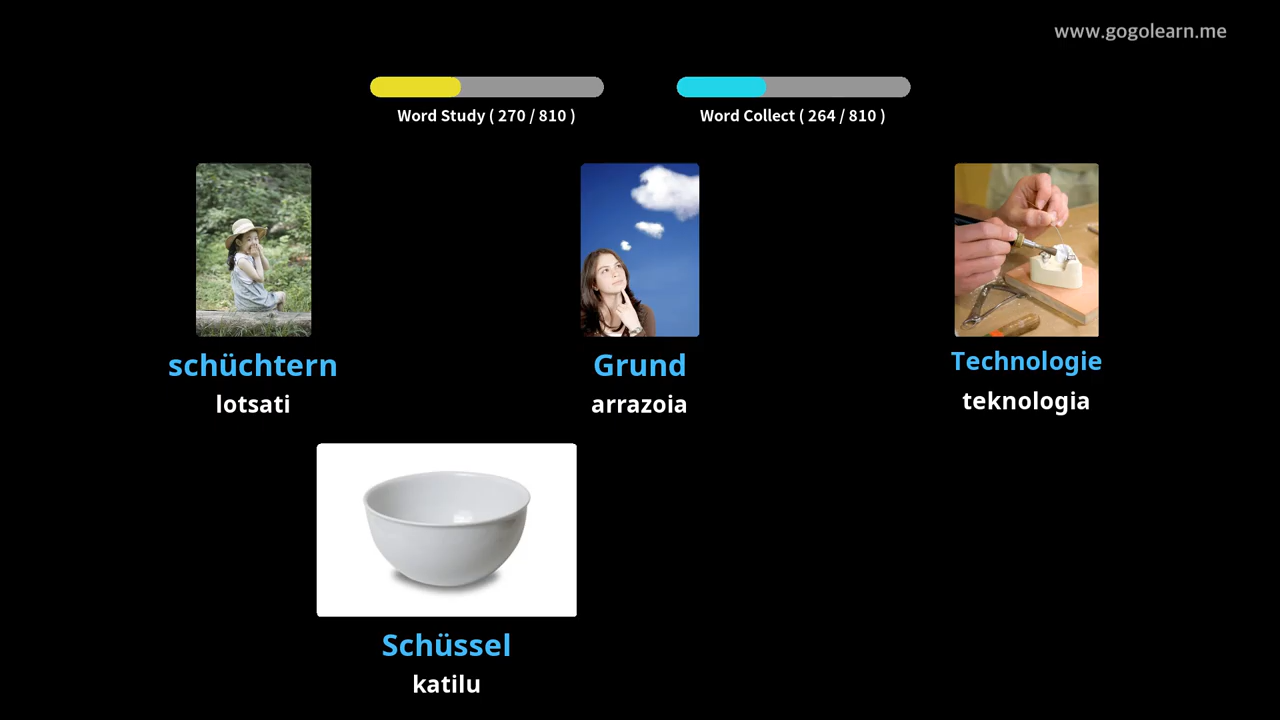 www.gogolearn.me
Word Study ( 270 / 810 )
Word Collect ( 264 / 810 )
schüchtern
lotsati
Grund
arrazoia
Technologie
teknologia
Schüssel
katilu